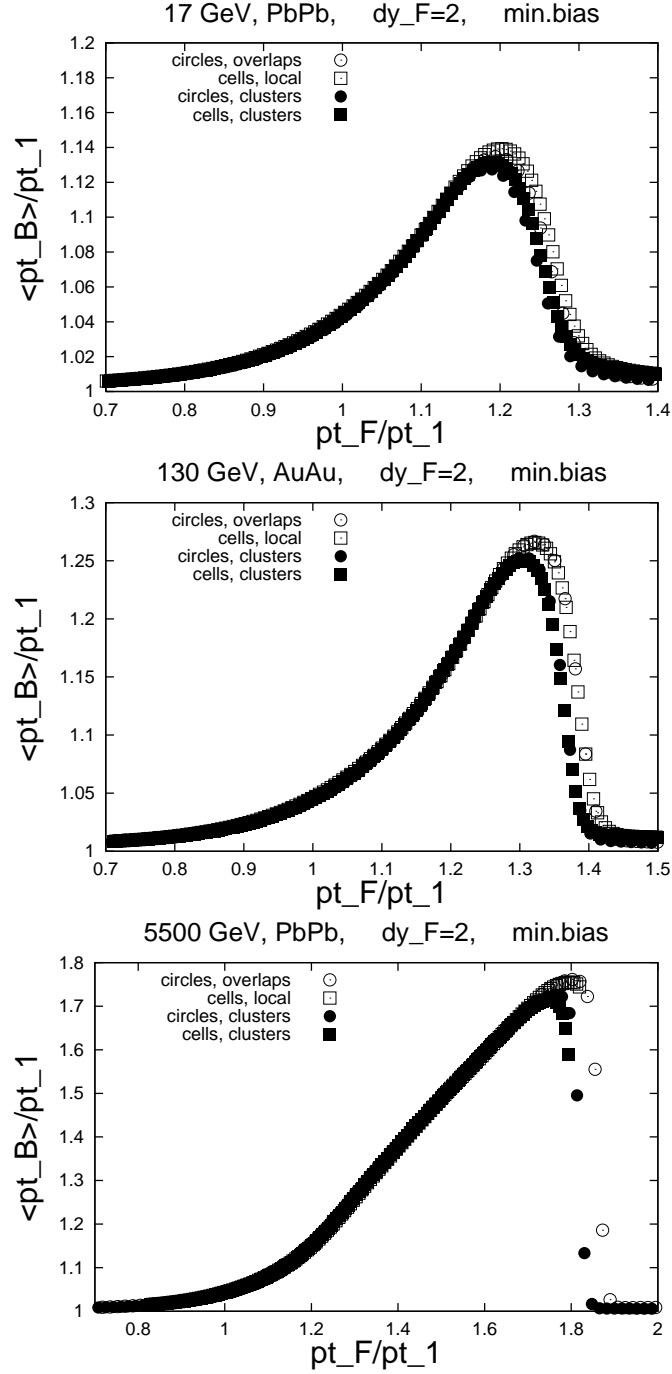 17 GeV, PbPb, dy_F=2, min.bias
circles, overlaps
cells, local
circles, clusters
cells, clusters
<pt_B>/pt_1
1.2
1.18
1.16
1.14
1.12
1.1
1.08
1.06
1.04
1.02
1
0.7 0.8 0.9 1 1.1 1.2 1.3 1.4
pt_F/pt_1
130 GeV, AuAu, dy_F=2, min.bias
circles, overlaps
cells, local
circles, clusters
cells, clusters
<pt_B>/pt_1
1.3
1.25
1.2
1.15
1.1
1.05
1
0.7 0.8 0.9 1 1.1 1.2 1.3 1.4 1.5
pt_F/pt_1
5500 GeV, PbPb, dy_F=2, min.bias
circles, overlaps
cells, local
circles, clusters
cells, clusters
<pt_B>/pt_1
1.8
1.7
1.6
1.5
1.4
1.3
1.2
1.1
1
0.8 1 1.2 1.4 1.6 1.8 2
pt_F/pt_1